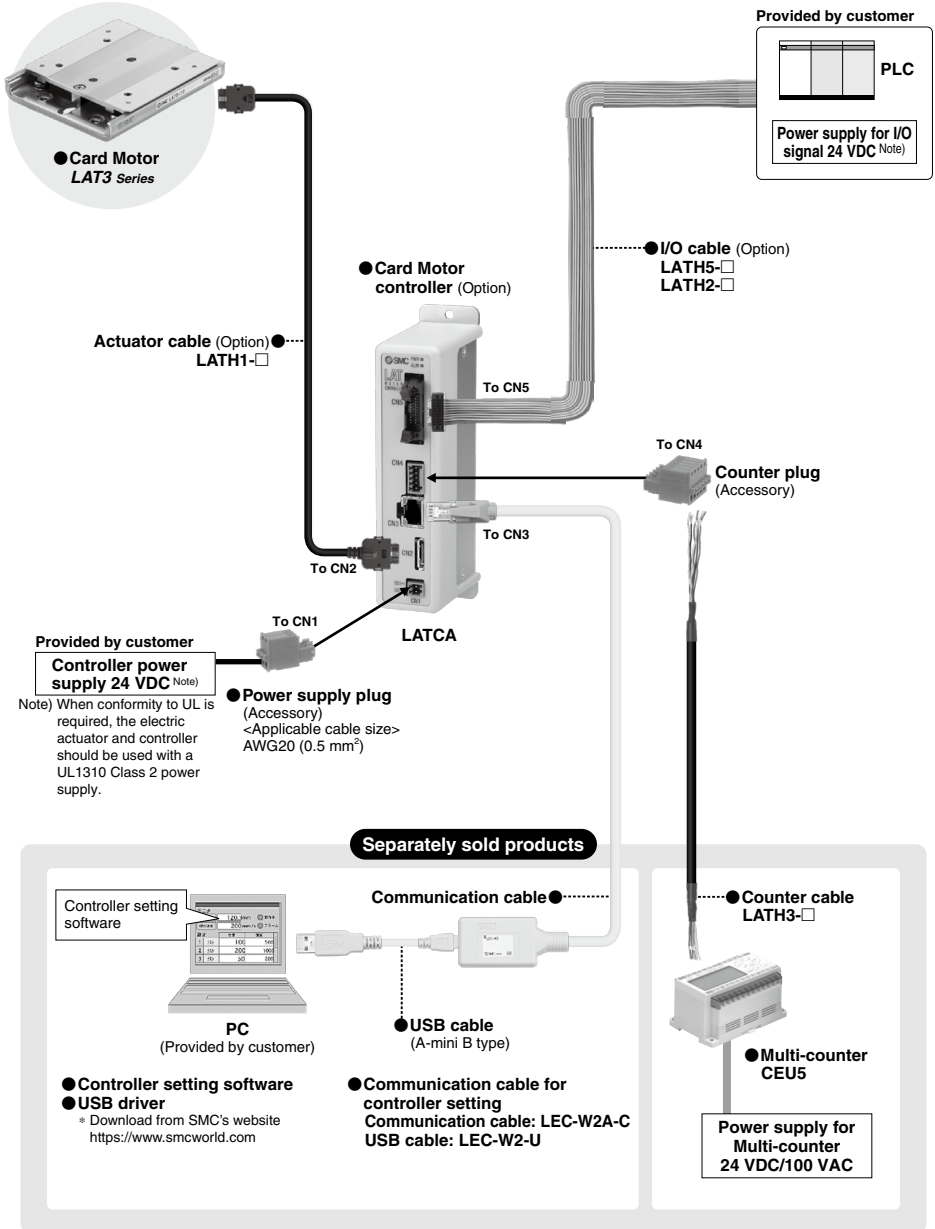 Provided by customer
PLC
Power supply for I/O
signal 24 VDC Note)
●Card Motor
LAT3 Series
●I/O cable (Option)
LATH5-□
LATH2-□
●Card Motor
controller (Option)
Actuator cable (Option)●
LATH1-□
SMC
LAT
CN5
To CN5
To CN4
CN4
Counter plug
(Accessory)
CN3
To CN3
CN2
To CN2
CN1
To CN1
LATCA
Provided by customer
Controller power
supply 24 VDC Note)
●Power supply plug
(Accessory)
<Applicable cable size>
AWG20 (0.5 mm²)
Note) When conformity to UL is
required, the electric
actuator and controller
should be used with a
UL1310 Class 2 power
supply.
Separately sold products
Controller setting
software
Communication cable●
●Counter cable
LATH3-□
PC
(Provided by customer)
●USB cable
(A-mini B type)
●Multi-counter
CEU5
●Controller setting software
●USB driver
* Download from SMC's website
https://www.smcworld.com
●Communication cable for
controller setting
Communication cable: LEC-W2A-C
USB cable: LEC-W2-U
Power supply for
Multi-counter
24 VDC/100 VAC